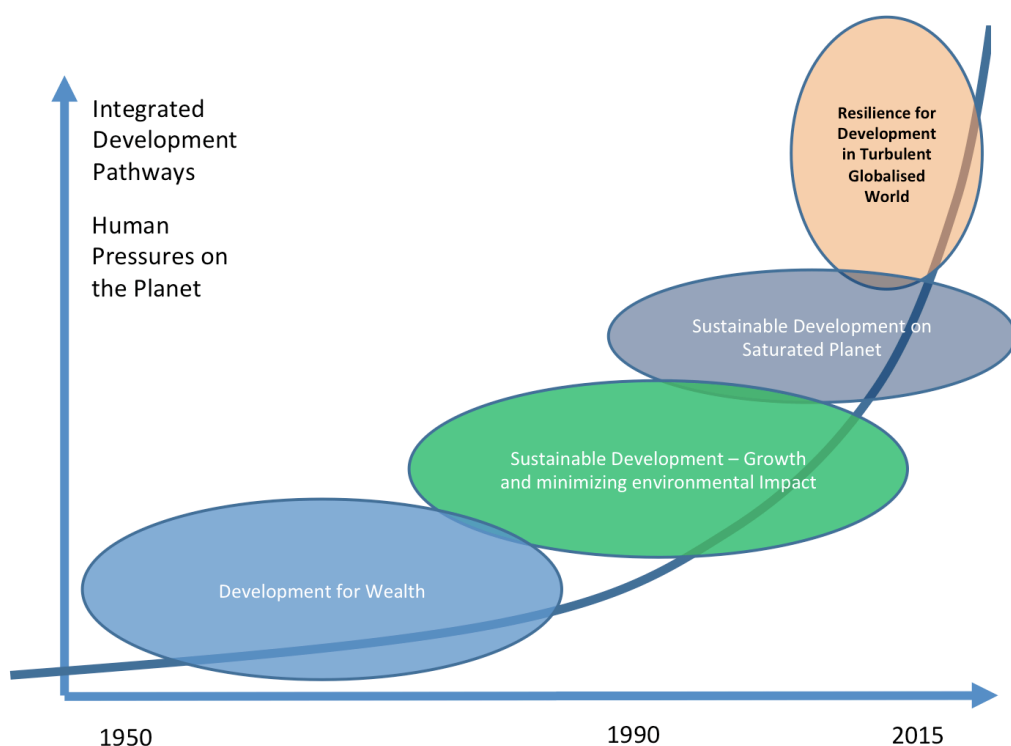 Integrated
Development
Pathways
Human
Pressures on
the Planet
Resilience for
Development
in Turbulent
Globalised
World
Sustainable Development on
Saturated Planet
Sustainable Development – Growth
and minimizing environmental Impact
Development for Wealth
1950
1990
2015